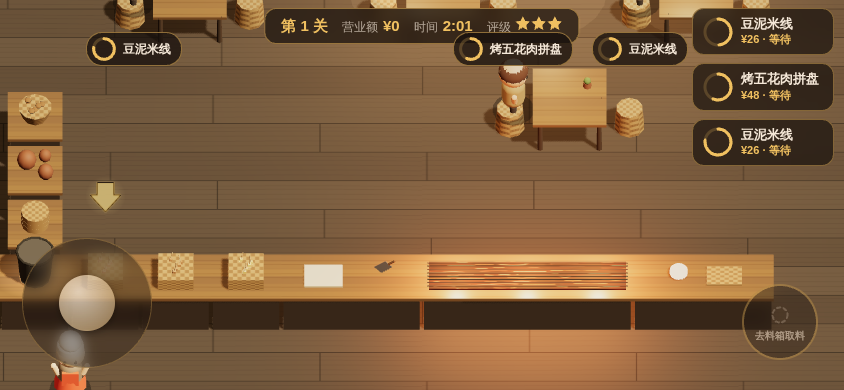 第 1 关 营业额 ¥0 时间 2:01 评级
豆泥米线
烤五花肉拼盘
豆泥米线
豆泥米线
¥26 · 等待
烤五花肉拼盘
¥48 · 等待
豆泥米线
¥26 · 等待
去料箱取料